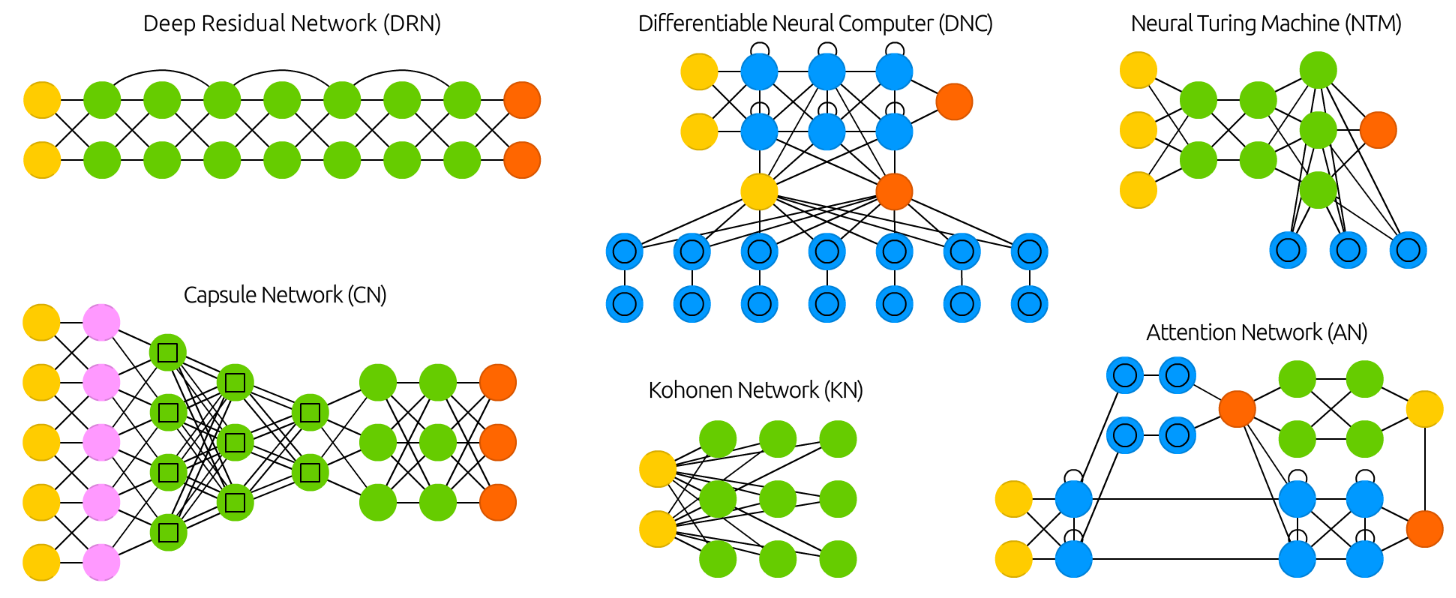 Deep Residual Network (DRN)
Differentiable Neural Computer (DNC)
Neural Turing Machine (NTM)
Capsule Network (CN)
Kohonen Network (KN)
Attention Network (AN)